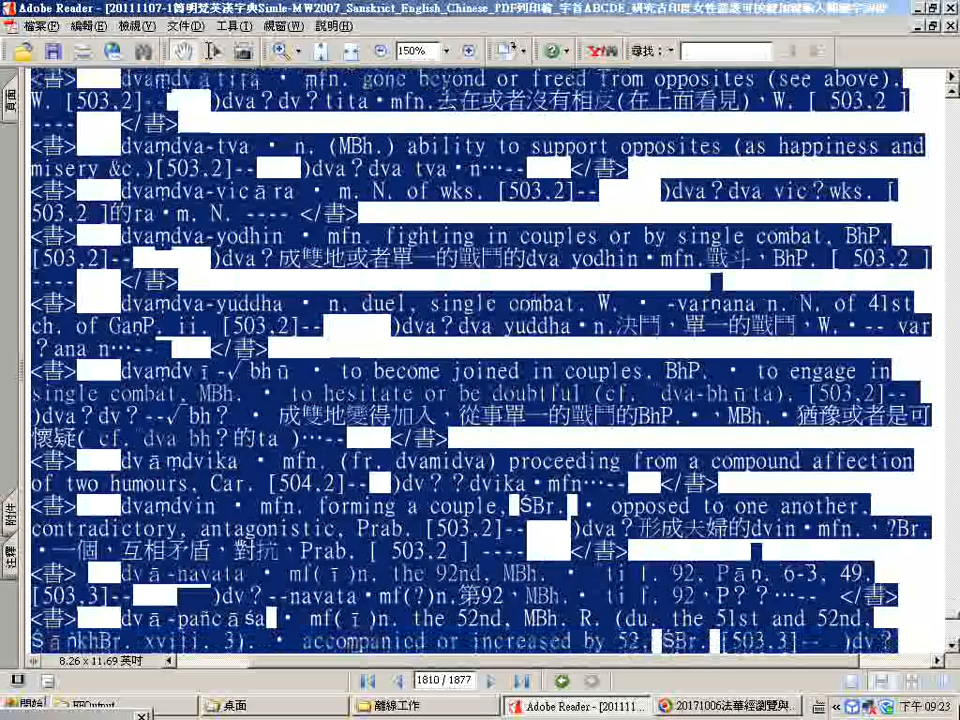 Adobe Reader - [20111107-1簡明梵英漢字典Simle-MW2007_Sanskrit_English_Chinese_PDF列印檔_字首ABCDE_研究古印度女性
檔案(F) 編輯(E) 檢視(V) 文件(D) 工具(T) 視窗(W) 說明(H)
150% 尋找:
<書> dvaṃdvātīta • mfn. gone beyond or freed from opposites (see above).
W. [503,2]-- )dva?dv?tita•mfn.去在或者沒有相反(在上面看見),W. [ 503,2 ]
---- </書>
<書> dvaṃdva-tva • n. (MBh.) ability to support opposites (as happiness and
misery &c.)[503,2]-- )dva?dva tva•n…-- </書>
<書> dvaṃdva-vicāra • m. N. of wks. [503,2]-- )dva?dva vic?wks. [
503,2 ]的ra•m. N. ---- </書>
<書> dvaṃdva-yodhin • mfn. fighting in couples or by single combat, BhP.
[503,2]-- )dva?成雙地或者單一的戰鬥的dva yodhin•mfn.戰斗,BhP. [ 503,2 ]
---- </書>
<書> dvaṃdva-yuddha • n. duel, single combat. W. • -varṇana n. N. of 41st
ch. of GaṇP. ii. [503,2]-- )dva?dva yuddha•n.決鬥,單一的戰鬥,W.•-- var
?ana n…-- </書>
<書> dvaṃdvī-√bhū • to become joined in couples, BhP. • to engage in
single combat, MBh. • to hesitate or be doubtful (cf. dva-bhūta). [503,2]--
)dva?dv?--√bh? • 成雙地變得加入,從事單一的戰鬥的BhP.•,MBh.•猶豫或者是可
懷疑( cf. dva bh?的ta )…-- </書>
<書> dvāṃdvika • mfn. (fr. dvamidva) proceeding from a compound affection
of two humours, Car. [504,2]-- )dv??dvika•mfn…-- </書>
<書> dvaṃdvin • mfn. forming a couple, ŚBr. • opposed to one another,
contradictory, antagonistic, Prab. [503,2]-- )dva?形成夫婦的dvin•mfn.,?Br.
•一個,互相矛盾,對抗,Prab. [ 503,2 ] ---- </書>
<書> dvā-navata • mf(ī)n. the 92nd, MBh. • ti f. 92, Pāṇ. 6-3, 49.
[503,3]-- )dv?--navata•mf(?)n.第92,MBh.• ti f. 92, P??…-- </書>
<書> dvā-pañcāśa • mf(ī)n. the 52nd, MBh. R. (du. the 51st and 52nd,
ŚāṅkhBr. xviii, 3). • accompanied or increased by 52, ŚBr. [503,3]-- )dv?
頁面
附件
注釋
8.26 x 11.69 英吋
1810 / 1877
開始 FFOutput 桌面 離線工作 Adobe Reader - [201111... 20171006法華經瀏覽與... 下午 09:23